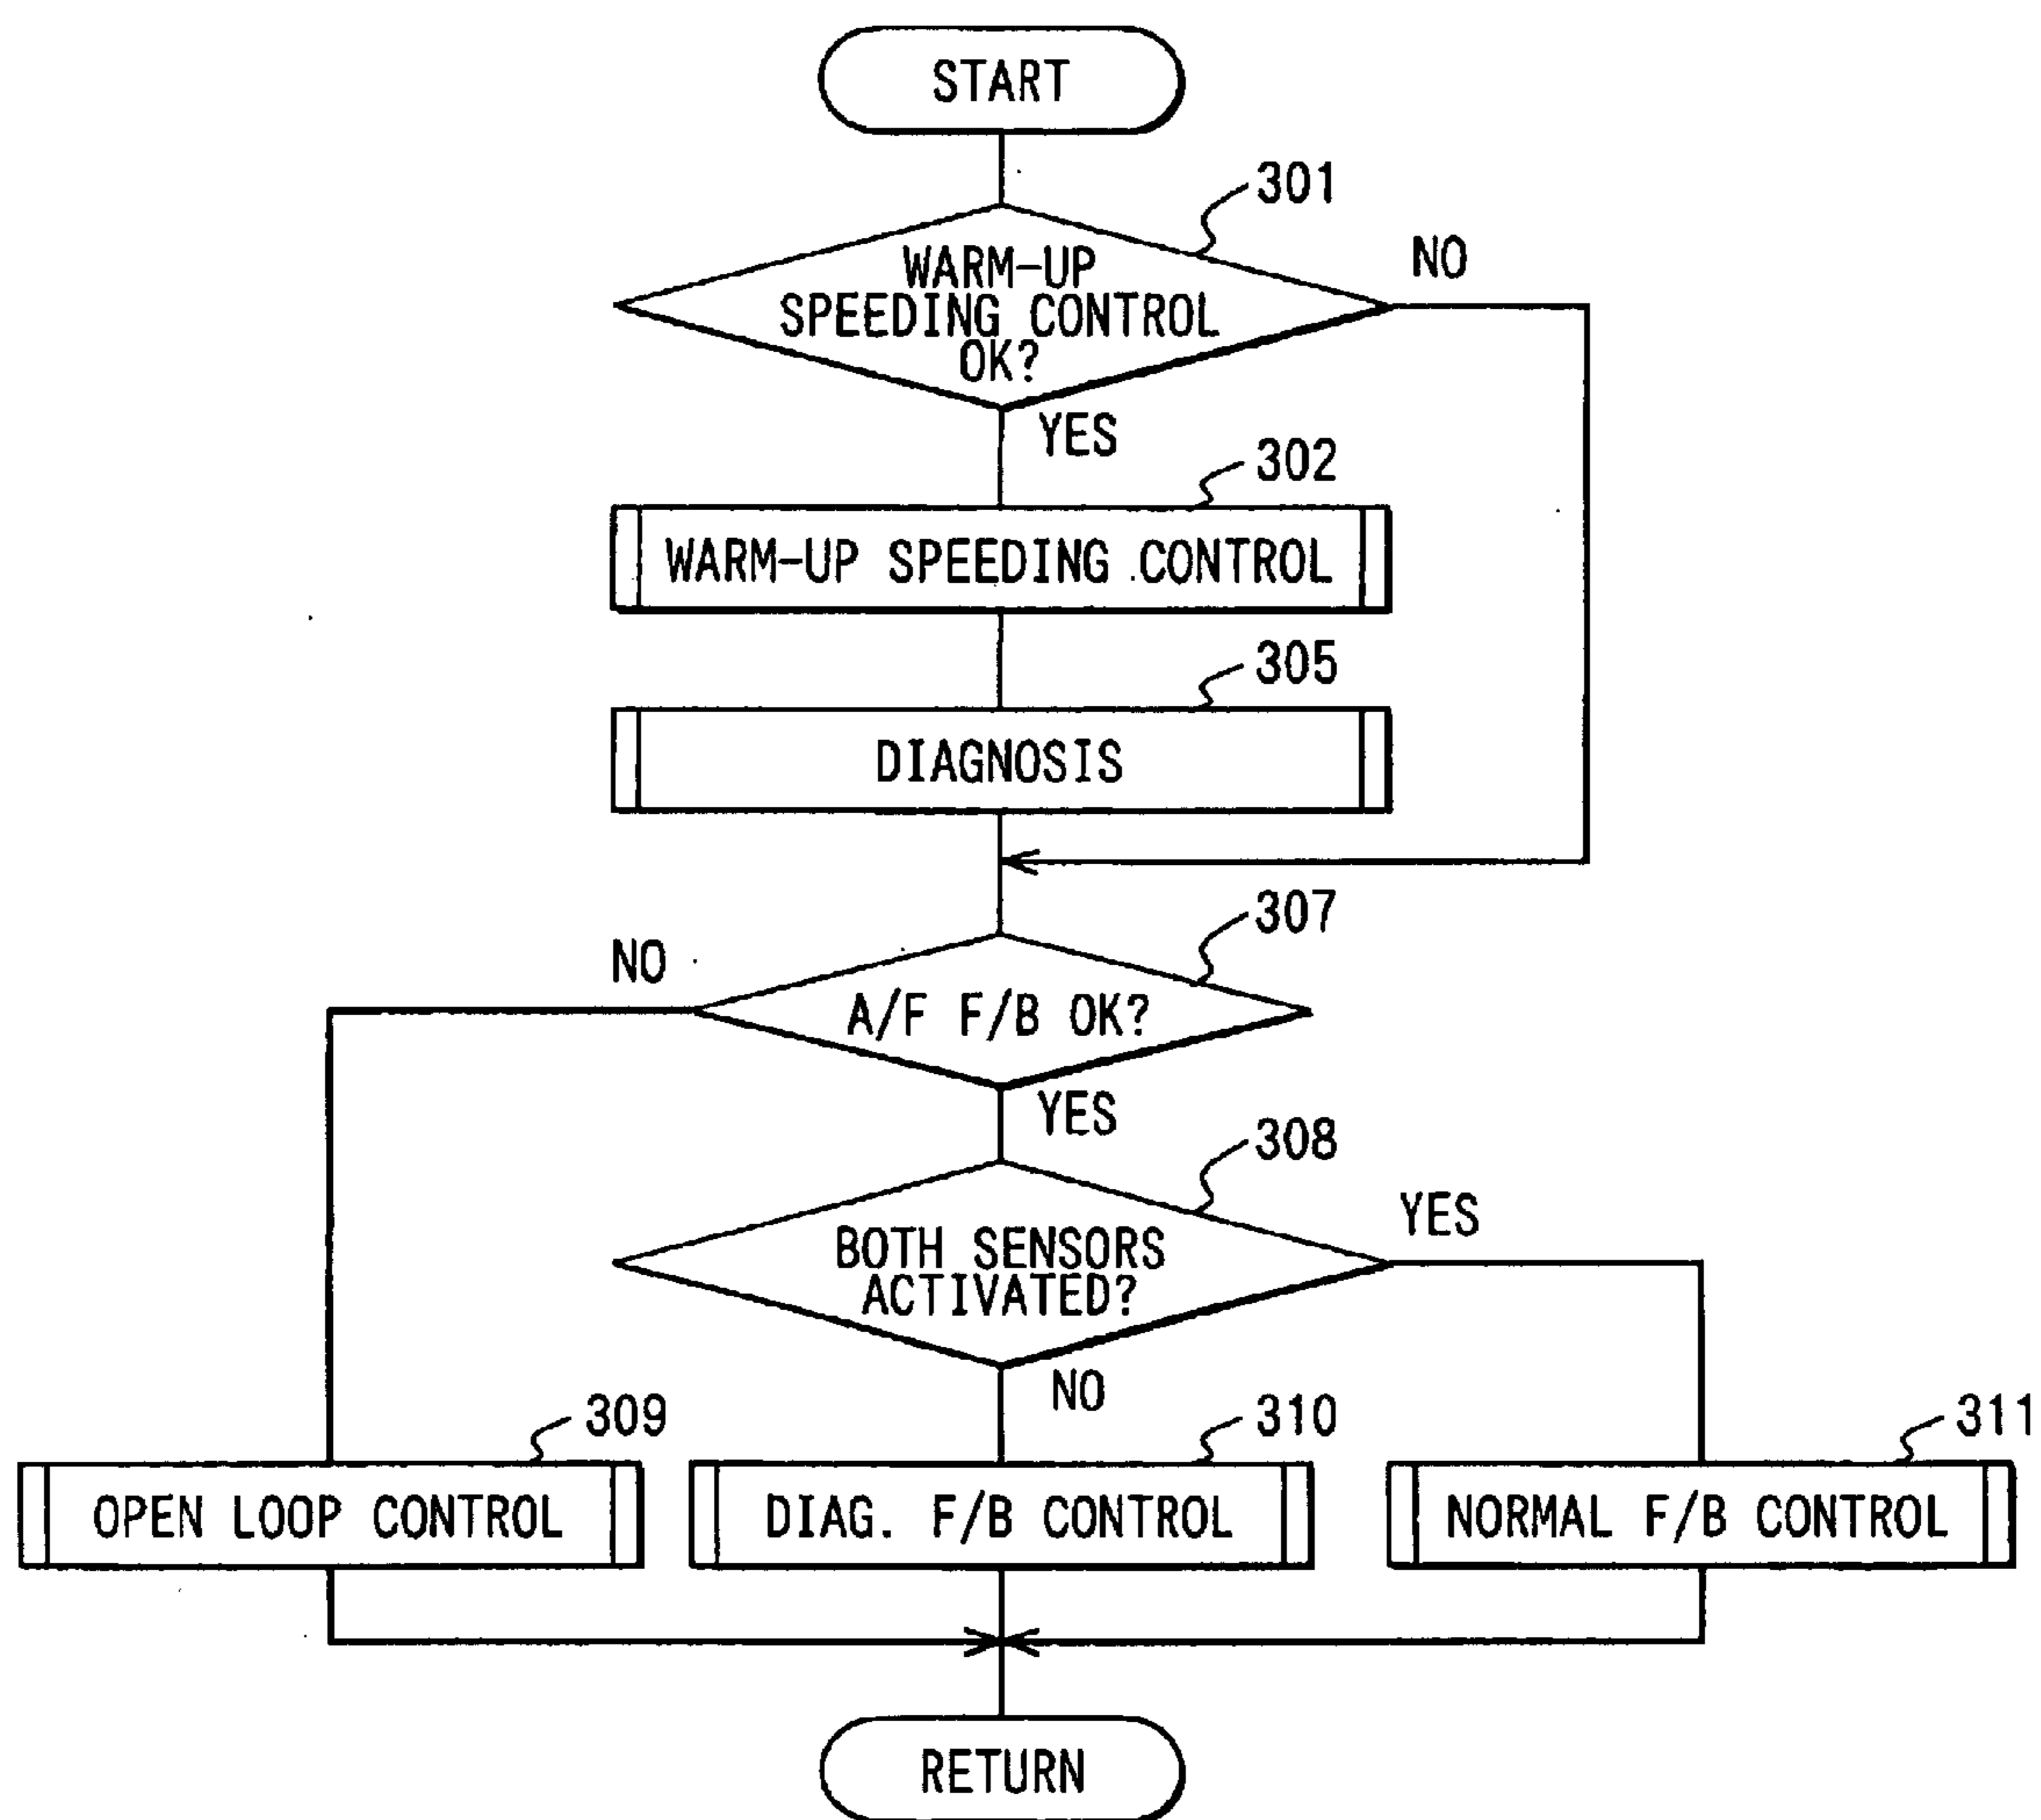 START
301
WARM-UP
SPEEDING CONTROL
OK?
NO
YES
302
WARM-UP SPEEDING CONTROL
305
DIAGNOSIS
307
NO
A/F F/B OK?
YES
308
BOTH SENSORS
ACTIVATED?
YES
NO
309
310
311
OPEN LOOP CONTROL
DIAG. F/B CONTROL
NORMAL F/B CONTROL
RETURN